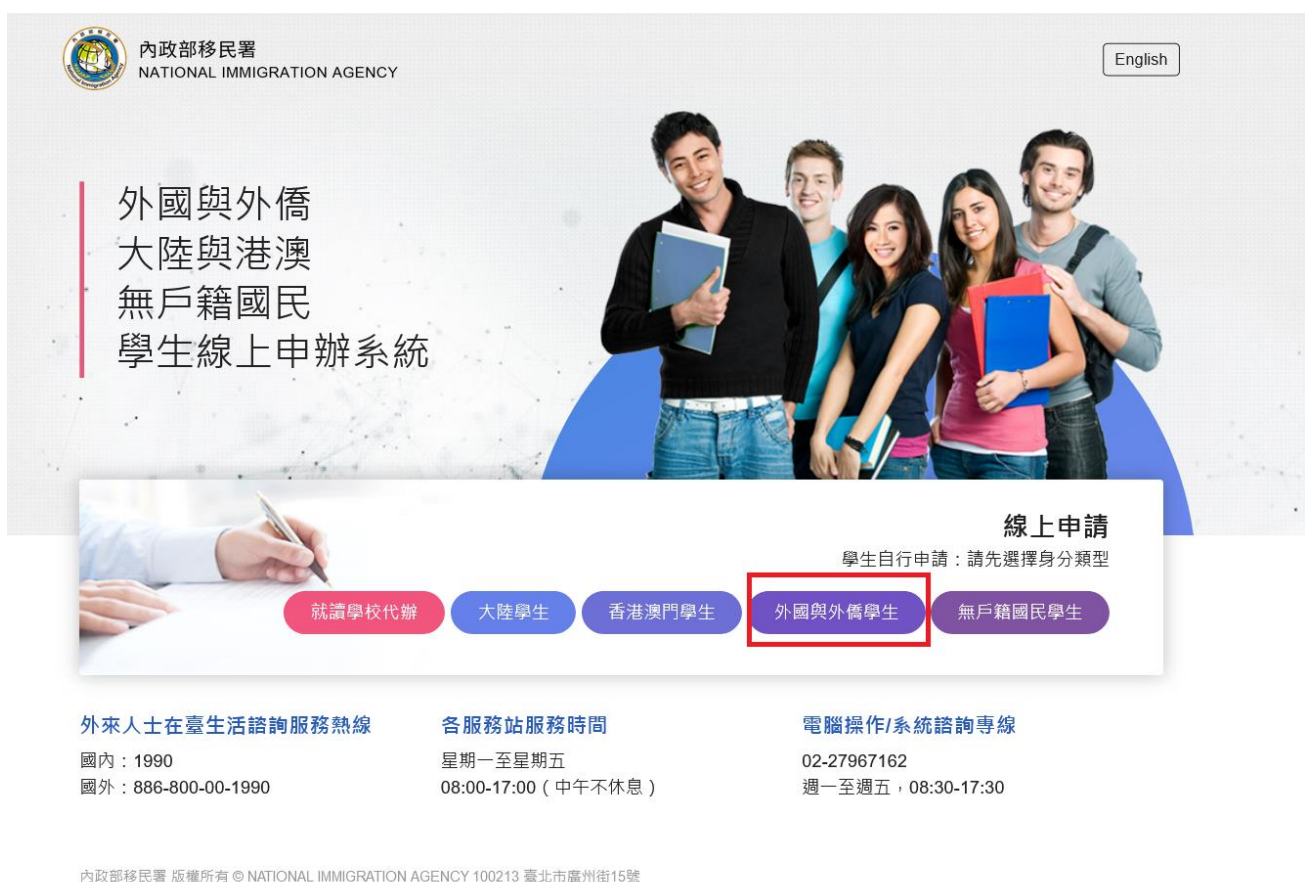 內政部移民署
NATIONAL IMMIGRATION AGENCY
English
外國與外僑
大陸與港澳
無戶籍國民
學生線上申辦系統
線上申請
學生自行申請：請先選擇身分類型
就讀學校代辦
大陸學生
香港澳門學生
外國與外僑學生
無戶籍國民學生
外來人士在臺生活諮詢服務熱線
國內：1990
國外：886-800-00-1990
各服務站服務時間
星期一至星期五
08:00-17:00（中午不休息）
電腦操作/系統諮詢專線
02-27967162
週一至週五，08:30-17:30
內政部移民署 版權所有 © NATIONAL IMMIGRATION AGENCY 100213 臺北市廣州街15號